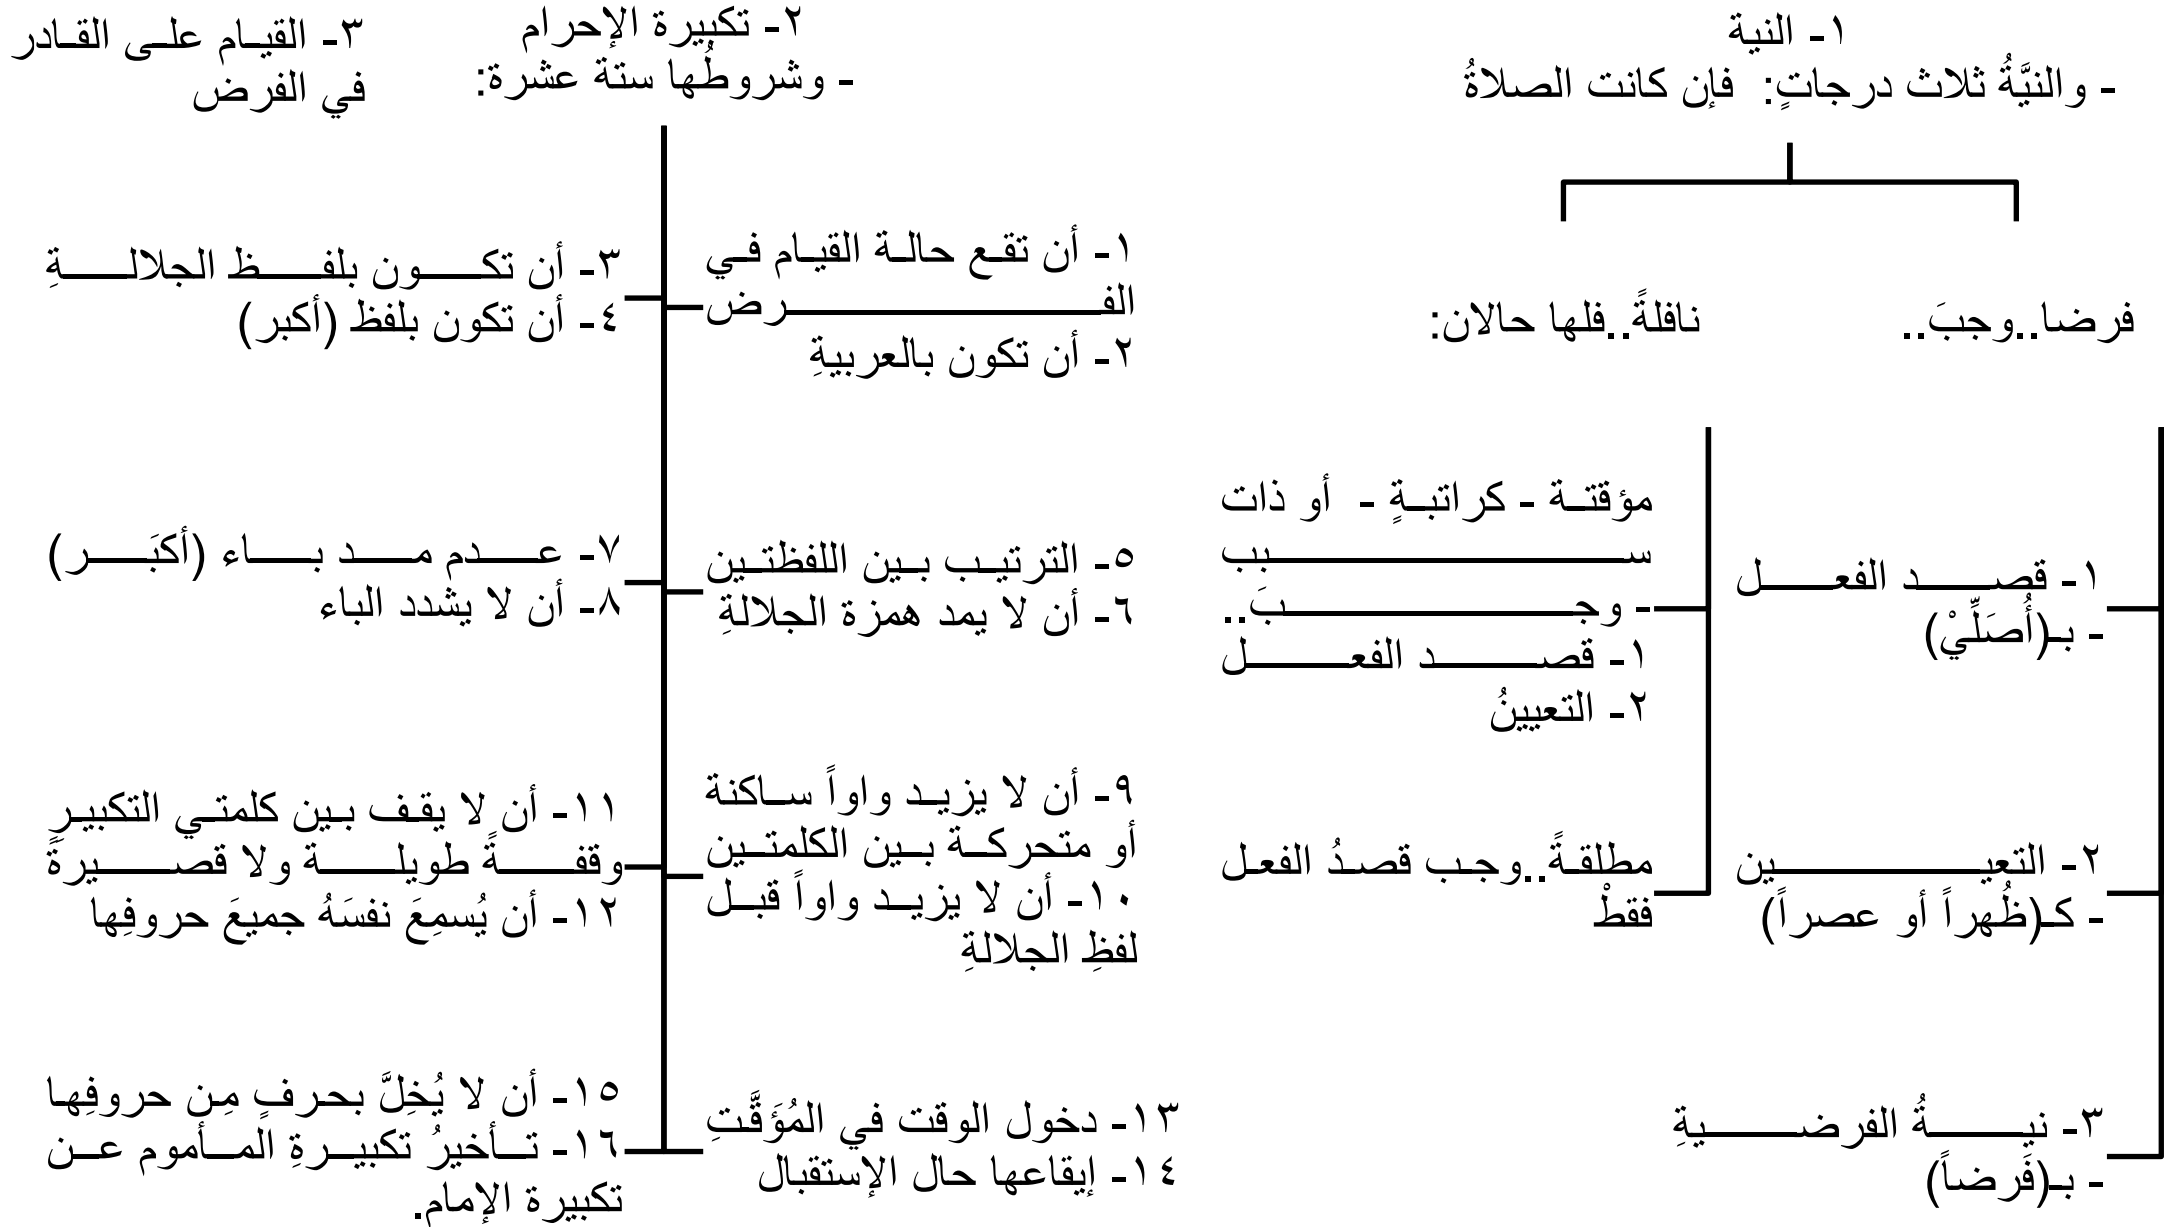 ١- النية
- والنيَّةُ ثلاث درجاتٍ: فإن كانت الصلاةُ
فرضا..وجبَ..
١- قصد الفعل
- بـ(أُصَلِّيْ)
٢- التعيين
- كـ(ظُهراً أو عصراً)
٣- نيةُ الفرضيةِ
- بـ(فَرضاً)
نافلةً..فلها حالان:
مؤقتة - كراتبةٍ - أو ذات
سبب
- وجبَ..
١- قصد الفعل
٢- التعيينُ
مطلقةً..وجب قصدُ الفعل
فقطْ
٢- تكبيرة الإحرام
- وشروطُها ستة عشرة:
١- أن تقع حالة القيام في
الفرض
٢- أن تكون بالعربيةِ
٣- أن تكون بلفظ الجلالةِ
٤- أن تكون بلفظ (أكبر)
٥- الترتيب بين اللفظتين
٦- أن لا يمد همزة الجلالةِ
٧- عدم مد باء (أكبَر)
٨- أن لا يشدد الباء
٩- أن لا يزيد واواً ساكنة
أو متحركة بين الكلمتين
١٠- أن لا يزيد واواً قبل
لفظِ الجلالةِ
١١- أن لا يقف بين كلمتي التكبيرِ
وقفةً طويلة ولا قصيرةً
١٢- أن يُسمِعَ نفسَهُ جميعَ حروفِها
١٣- دخول الوقت في المُؤَقَّتِ
١٤- إيقاعها حال الإستقبال
١٥- أن لا يُخِلَّ بحرفٍ مِن حروفِها
١٦- تأخيرُ تكبيرةِ المأموم عن
تكبيرة الإمام.
٣- القيام على القادر
في الفرض